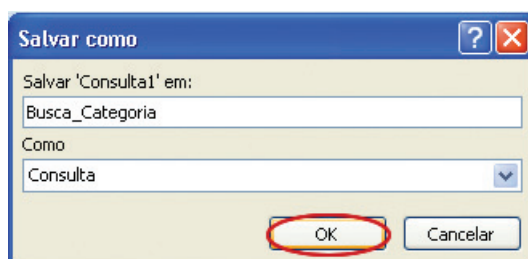 Salvar como
Salvar 'Consulta1' em:
Busca_Categoria
Como
Consulta
OK Cancelar